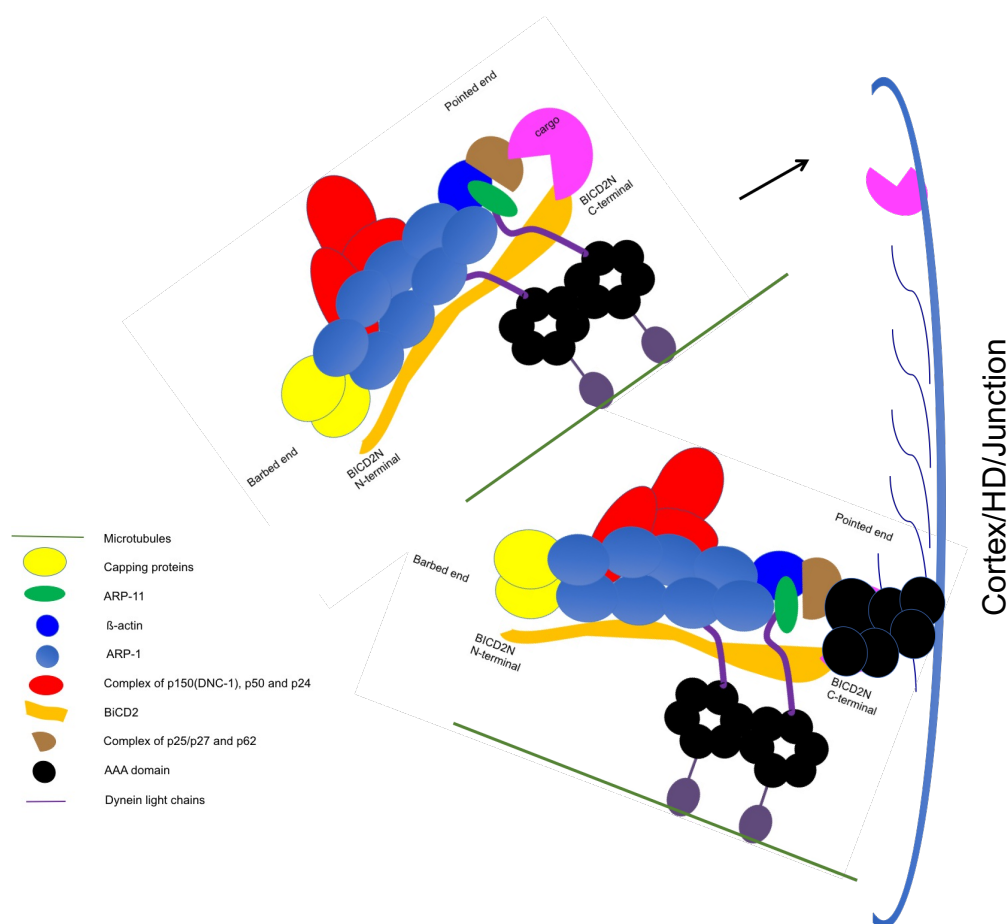 Pointed end
cargo
BICD2N
C-terminal
Barbed end
BICD2N
N-terminal
Pointed end
Barbed end
BICD2N
N-terminal
BICD2N
C-terminal
Cortex/HD/Junction
Microtubules
Capping proteins
ARP-11
ß-actin
ARP-1
Complex of p150(DNC-1), p50 and p24
BiCD2
Complex of p25/p27 and p62
AAA domain
Dynein light chains